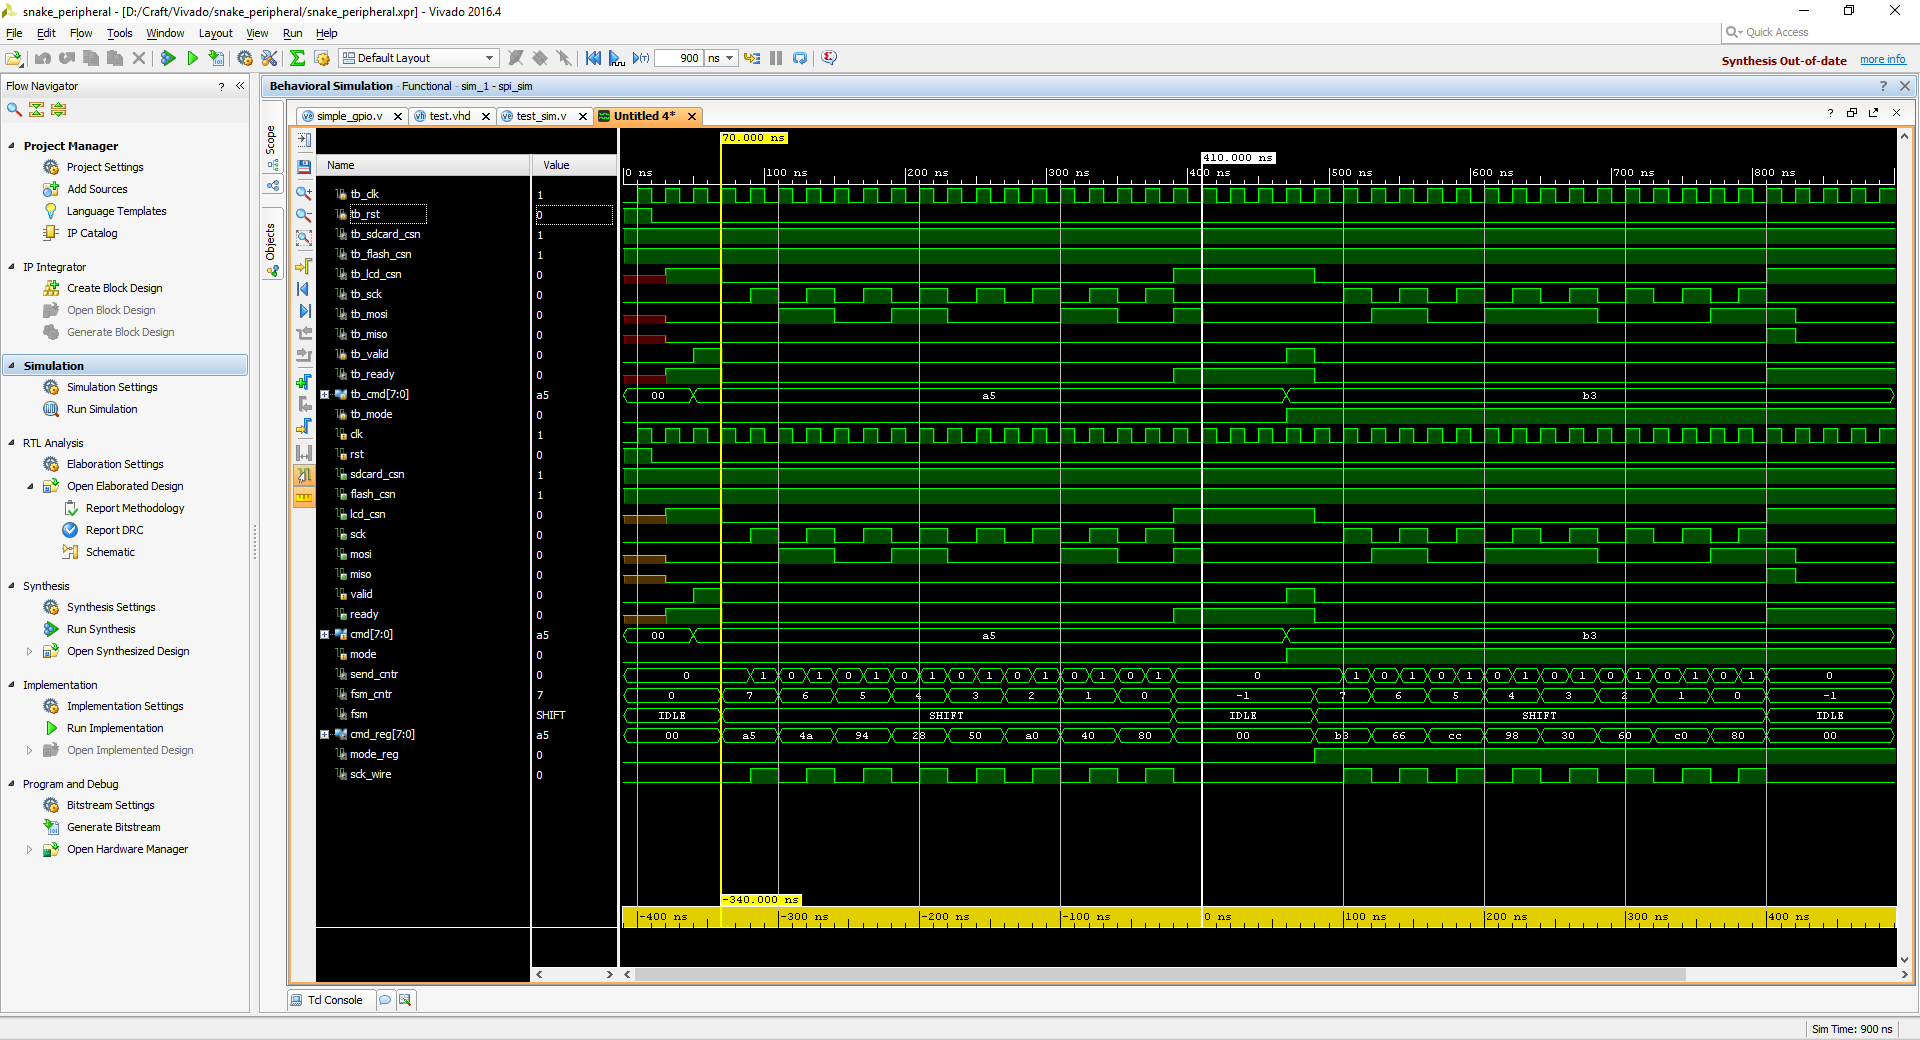 snake_peripheral - [D:/Craft/Vivado/snake_peripheral/snake_peripheral.xpr] - Vivado 2016.4
File Edit Flow Tools Window Layout View Run Help
Quick Access
Default Layout 900 ns
Synthesis Out-of-date more info
Flow Navigator ? «
Behavioral Simulation - Functional - sim_1 - spi_sim
simple_gpio.v test.vhd test_sim.v Untitled 4*
Scope
Objects
Project Manager
Project Settings
Add Sources
Language Templates
IP Catalog
IP Integrator
Create Block Design
Open Block Design
Generate Block Design
Simulation
Simulation Settings
Run Simulation
RTL Analysis
Elaboration Settings
Open Elaborated Design
Report Methodology
Report DRC
Schematic
Synthesis
Synthesis Settings
Run Synthesis
Open Synthesized Design
Implementation
Implementation Settings
Run Implementation
Open Implemented Design
Program and Debug
Bitstream Settings
Generate Bitstream
Open Hardware Manager
70.000 ns
410.000 ns
Name Value
0 ns 100 ns 200 ns 300 ns 400 ns 500 ns 600 ns 700 ns 800 ns
tb_clk 1
tb_rst 0
tb_sdcard_csn 1
tb_flash_csn 1
tb_lcd_csn 0
tb_sck 0
tb_mosi 0
tb_miso 0
tb_valid 0
tb_ready 0
tb_cmd[7:0] a5 00 a5 b3
tb_mode 0
clk 1
rst 0
sdcard_csn 1
flash_csn 1
lcd_csn 0
sck 0
mosi 0
miso 0
valid 0
ready 0
cmd[7:0] a5 00 a5 b3
mode 0
send_cntr 0 0 1 0 1 0 1 0 1 0 1 0 1 0 1 0 1 0 1 0 1 0 1 0 1 0 1 0 1 0 1 0 1 0
fsm_cntr 7 0 7 6 5 4 3 2 1 0 -1 7 6 5 4 3 2 1 0 -1
fsm SHIFT IDLE SHIFT IDLE SHIFT IDLE
cmd_reg[7:0] a5 00 a5 4a 94 28 50 a0 40 80 00 b3 66 cc 98 30 60 c0 80 00
mode_reg 0
sck_wire 0
-340.000 ns
-400 ns -300 ns -200 ns -100 ns 0 ns 100 ns 200 ns 300 ns 400 ns
Tcl Console
Sim Time: 900 ns